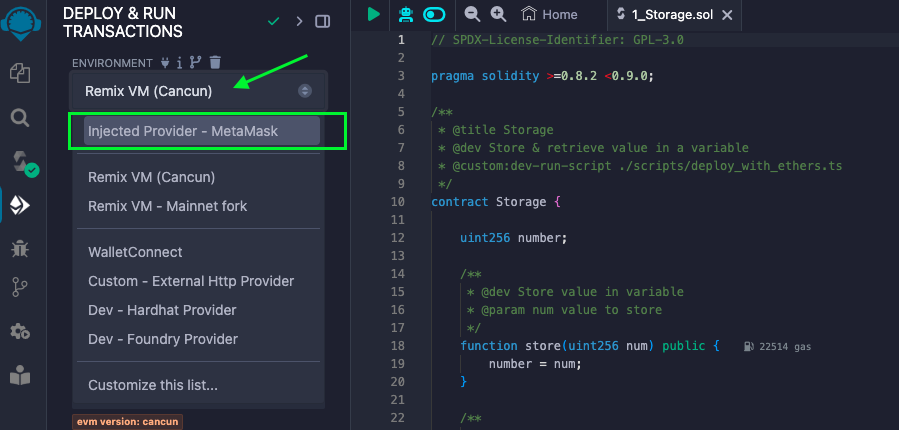 DEPLOY & RUN
TRANSACTIONS
ENVIRONMENT
Remix VM (Cancun)
Injected Provider - MetaMask
Remix VM (Cancun)
Remix VM - Mainnet fork
WalletConnect
Custom - External Http Provider
Dev - Hardhat Provider
Dev - Foundry Provider
Customize this list...
evm version: cancun
Home
1_Storage.sol
1 // SPDX-License-Identifier: GPL-3.0
2
3 pragma solidity >=0.8.2 <0.9.0;
4
5 /**
6  * @title Storage
7  * @dev Store & retrieve value in a variable
8  * @custom:dev-run-script ./scripts/deploy_with_ethers.ts
9  */
10 contract Storage {
11
12     uint256 number;
13
14     /**
15      * @dev Store value in variable
16      * @param num value to store
17      */
18     function store(uint256 num) public {    22514 gas
19         number = num;
20     }
21
22     /**